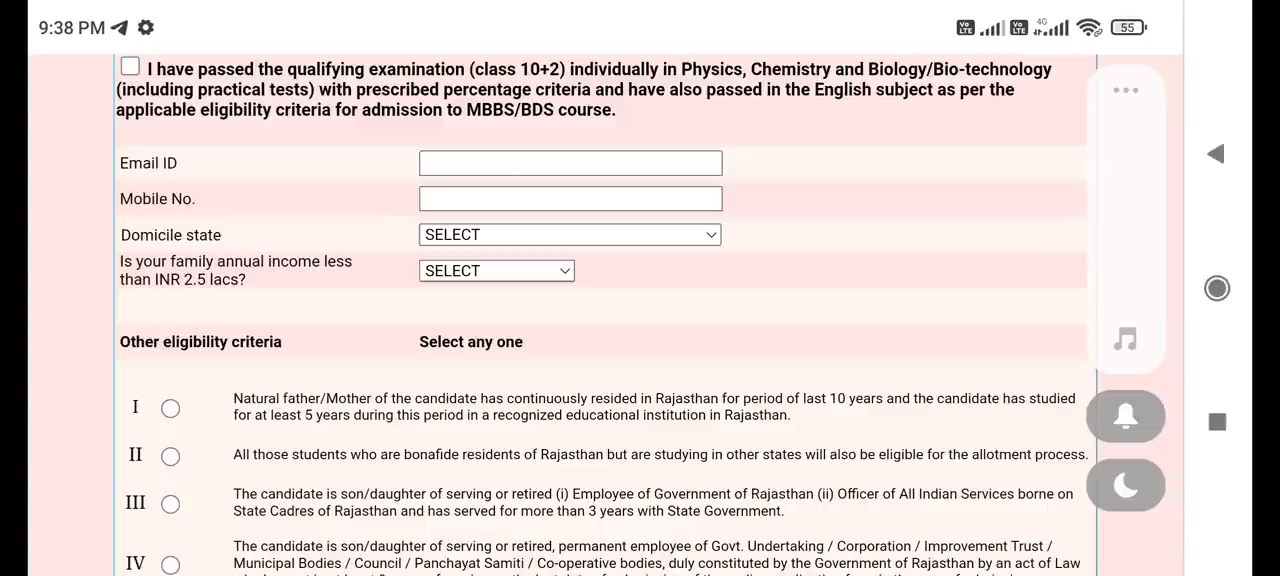 9:38 PM
Vo LTE Vo LTE 4G 55
I have passed the qualifying examination (class 10+2) individually in Physics, Chemistry and Biology/Bio-technology
(including practical tests) with prescribed percentage criteria and have also passed in the English subject as per the
applicable eligibility criteria for admission to MBBS/BDS course.
Email ID
Mobile No.
Domicile state SELECT
Is your family annual income less
than INR 2.5 lacs? SELECT
Other eligibility criteria Select any one
I Natural father/Mother of the candidate has continuously resided in Rajasthan for period of last 10 years and the candidate has studied
for at least 5 years during this period in a recognized educational institution in Rajasthan.
II All those students who are bonafide residents of Rajasthan but are studying in other states will also be eligible for the allotment process.
III The candidate is son/daughter of serving or retired (i) Employee of Government of Rajasthan (ii) Officer of All Indian Services borne on
State Cadres of Rajasthan and has served for more than 3 years with State Government.
IV The candidate is son/daughter of serving or retired, permanent employee of Govt. Undertaking / Corporation / Improvement Trust /
Municipal Bodies / Council / Panchayat Samiti / Co-operative bodies, duly constituted by the Government of Rajasthan by an act of Law